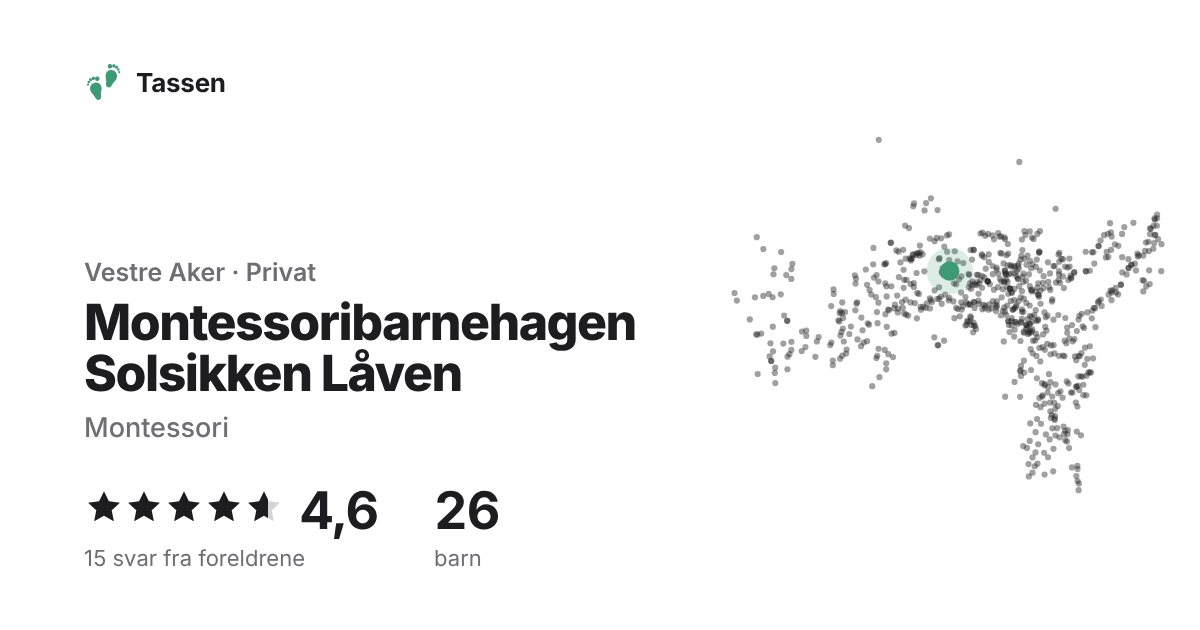 Tassen
Vestre Aker · Privat
Montessoribarnehagen
Solsikken Låven
Montessori
4,6
26
15 svar fra foreldrene
barn